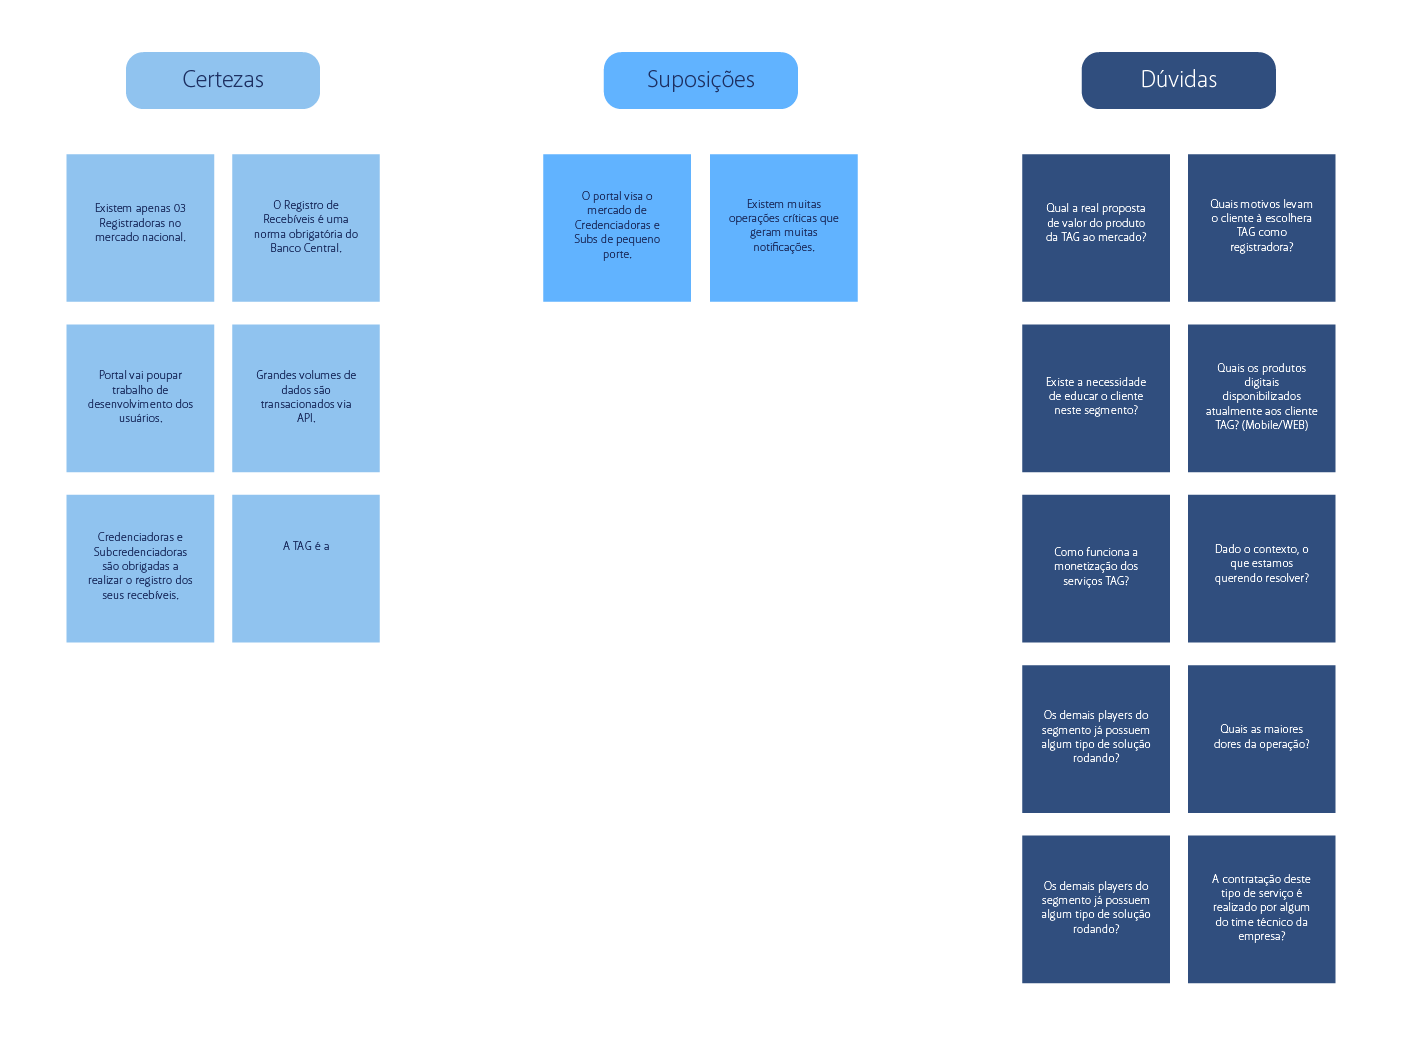 Certezas
Existem apenas 03
Registradoras no
mercado nacional.
O Registro de
Recebíveis é uma
norma obrigatória do
Banco Central.
Portal vai poupar
trabalho de
desenvolvimento dos
usuários.
Grandes volumes de
dados são
transacionados via
API.
Credenciadoras e
Subcredenciadoras
são obrigadas a
realizar o registro dos
seus recebíveis.
A TAG é a
Suposições
O portal visa o
mercado de
Credenciadoras e
Subs de pequeno
porte.
Existem muitas
operações críticas que
geram muitas
notificações.
Dúvidas
Qual a real proposta
de valor do produto
da TAG ao mercado?
Quais motivos levam
o cliente à escolhera
TAG como
registradora?
Existe a necessidade
de educar o cliente
neste segmento?
Quais os produtos
digitais
disponibilizados
atualmente aos cliente
TAG? (Mobile/WEB)
Como funciona a
monetização dos
serviços TAG?
Dado o contexto, o
que estamos
querendo resolver?
Os demais players do
segmento já possuem
algum tipo de solução
rodando?
Quais as maiores
dores da operação?
Os demais players do
segmento já possuem
algum tipo de solução
rodando?
A contratação deste
tipo de serviço é
realizado por algum
do time técnico da
empresa?